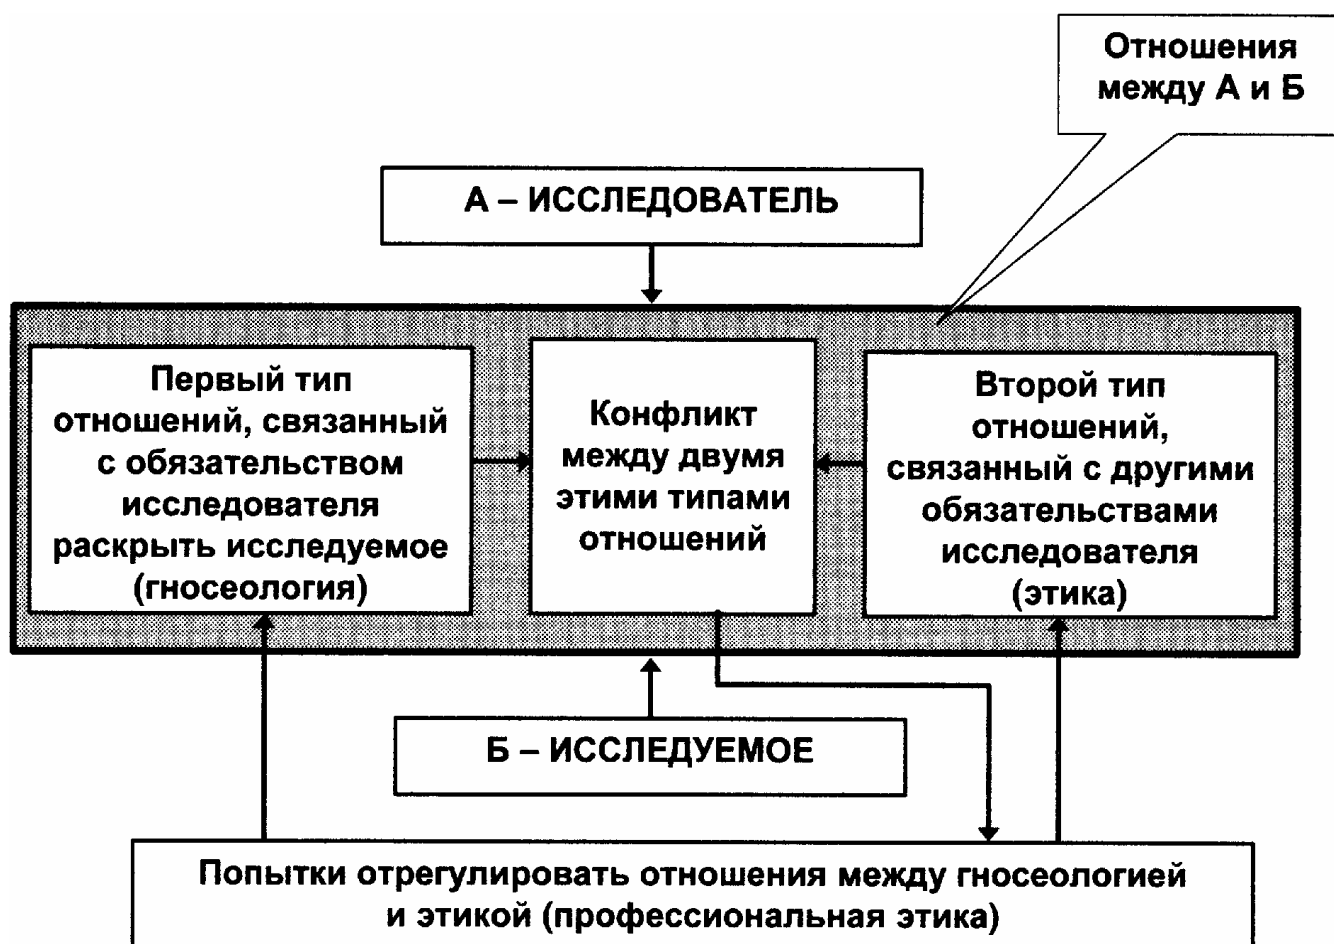 Отношения
между А и Б
А – ИССЛЕДОВАТЕЛЬ
Первый тип
отношений, связанный
с обязательством
исследователя
раскрыть исследуемое
(гносеология)
Конфликт
между двумя
этими типами
отношений
Второй тип
отношений,
связанный с другими
обязательствами
исследователя
(этика)
Б – ИССЛЕДУЕМОЕ
Попытки отрегулировать отношения между гносеологией
и этикой (профессиональная этика)